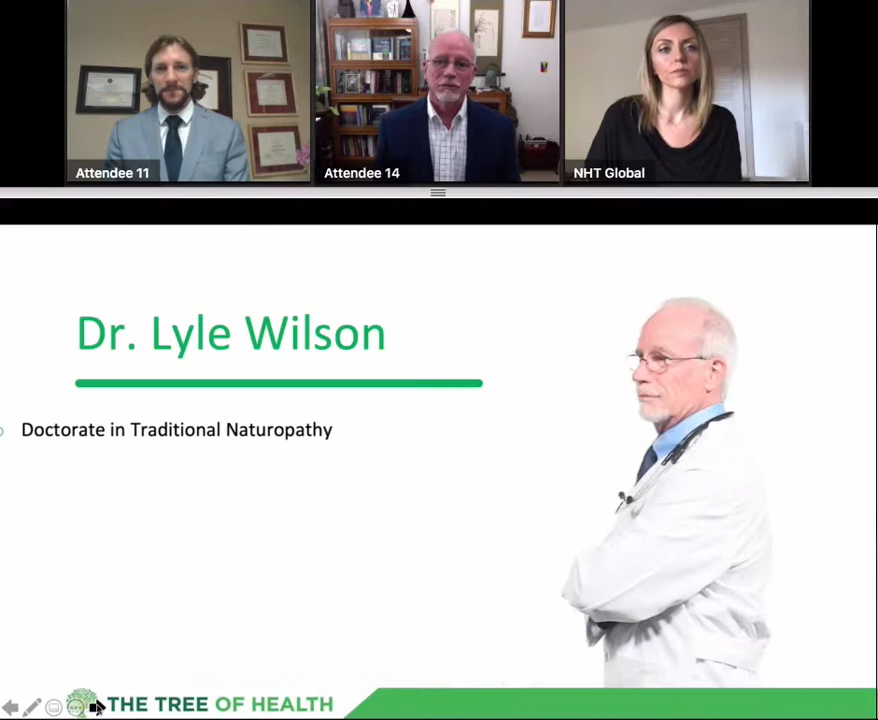 Attendee 11
Attendee 14
NHT Global
Dr. Lyle Wilson
Doctorate in Traditional Naturopathy
THE TREE OF HEALTH